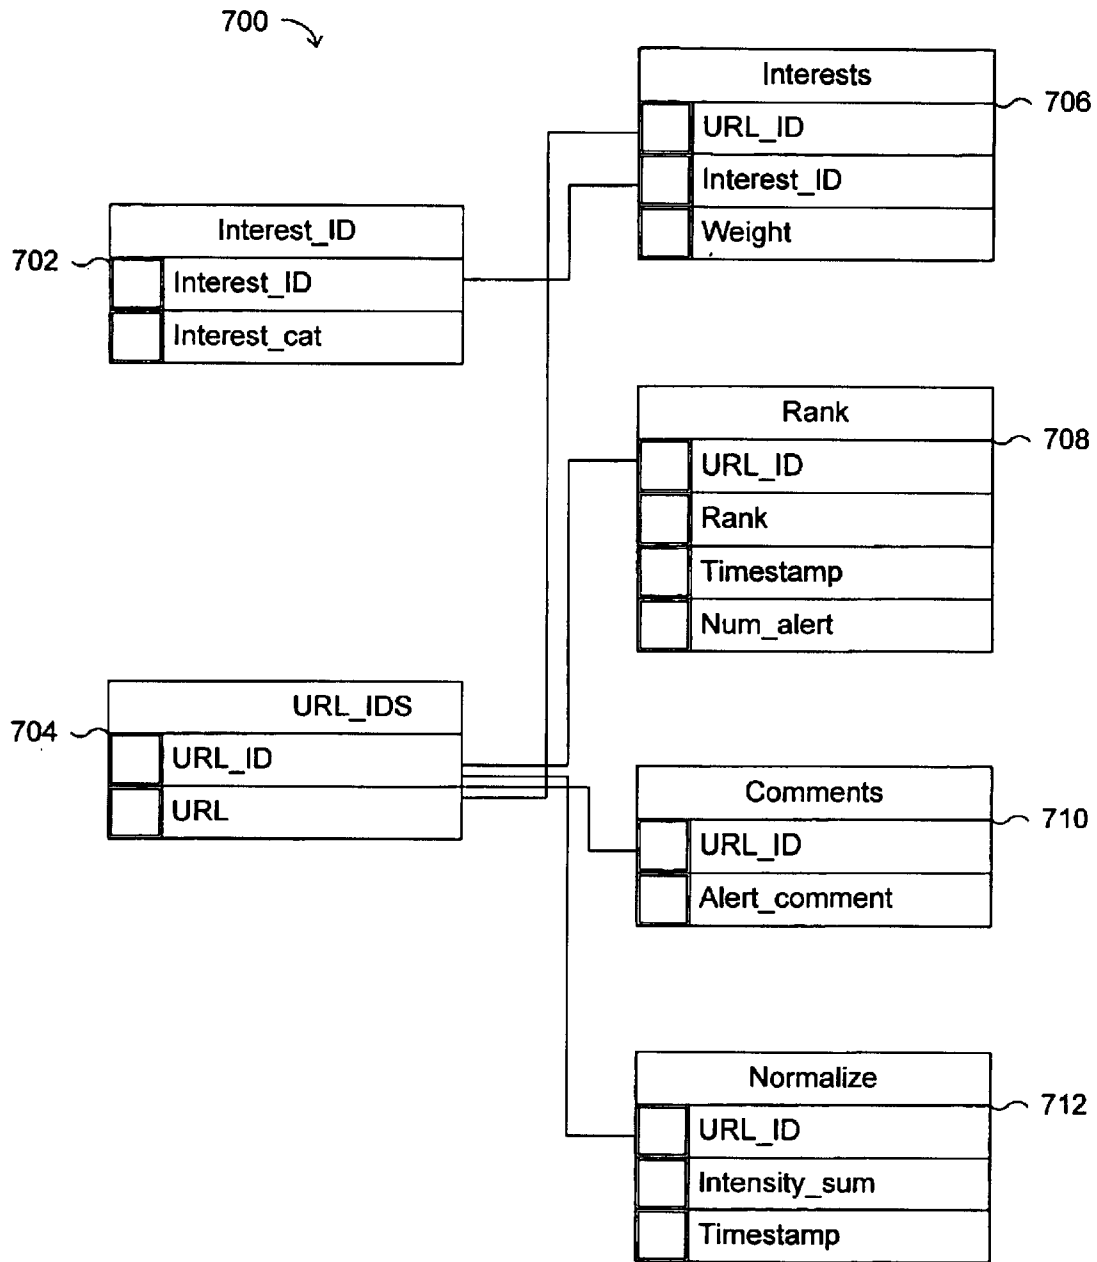 700
Interests
706
URL_ID
Interest_ID
Weight
Interest_ID
702
Interest_ID
Interest_cat
Rank
708
URL_ID
Rank
Timestamp
Num_alert
URL_IDS
704
URL_ID
URL
Comments
710
URL_ID
Alert_comment
Normalize
712
URL_ID
Intensity_sum
Timestamp